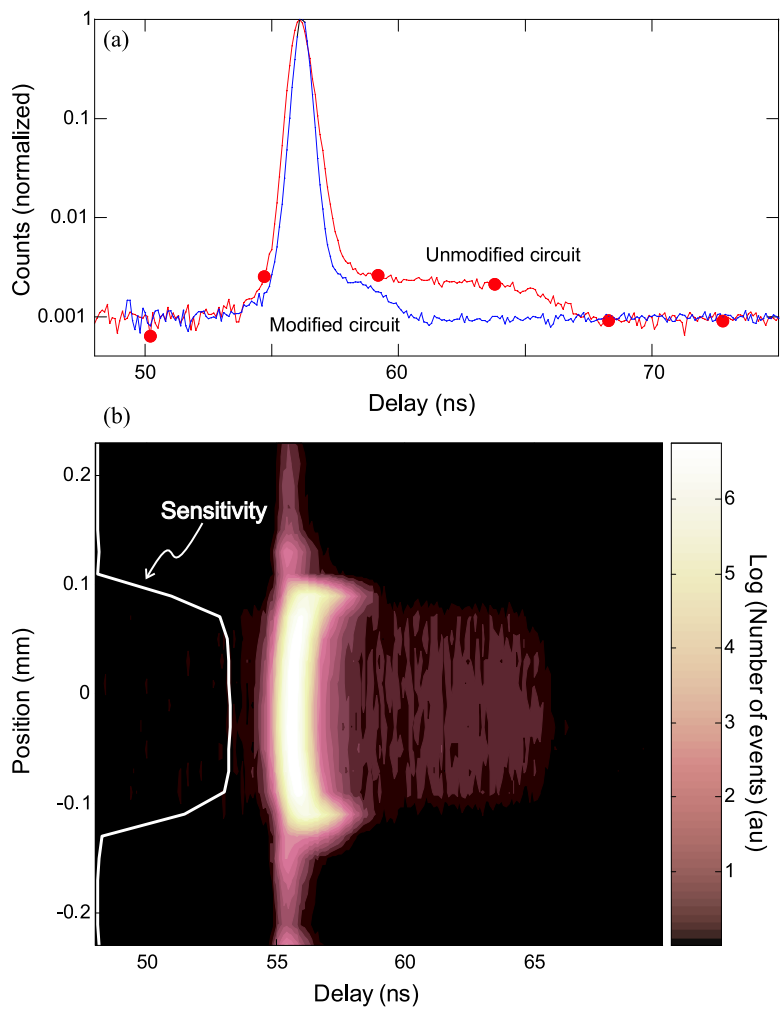 (a)
1
0.1
0.01
0.001
Counts (normalized)
Unmodified circuit
Modified circuit
50
60
70
Delay (ns)
(b)
0.2
0.1
0
-0.1
-0.2
Position (mm)
Sensitivity
50
55
60
65
Delay (ns)
6
5
4
3
2
1
Log (Number of events) (au)